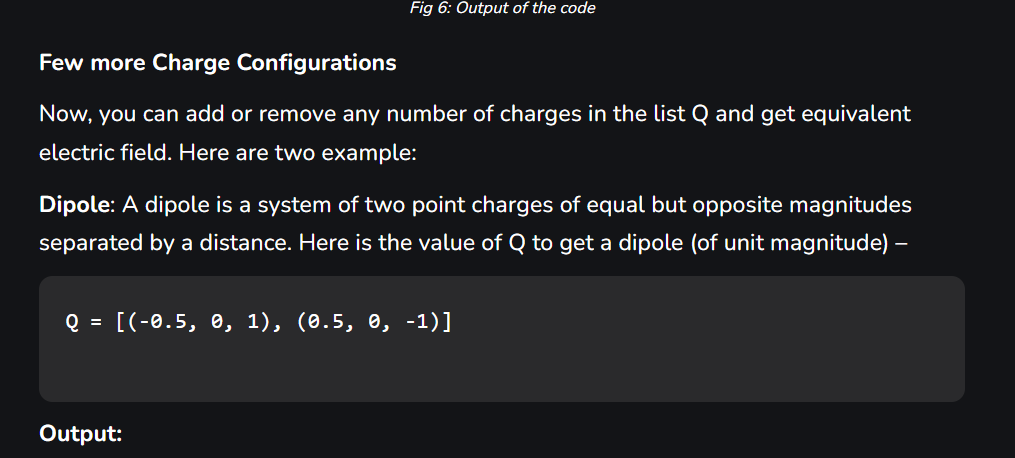 Fig 6: Output of the code
Few more Charge Configurations
Now, you can add or remove any number of charges in the list Q and get equivalent
electric field. Here are two example:
Dipole: A dipole is a system of two point charges of equal but opposite magnitudes
separated by a distance. Here is the value of Q to get a dipole (of unit magnitude) –
Q = [(-0.5, 0, 1), (0.5, 0, -1)]
Output: